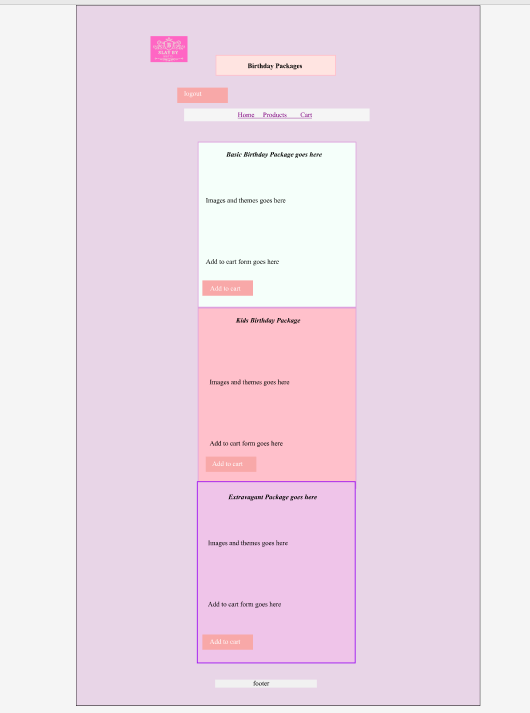 Birthday Packages
logout
Home Products Cart
Basic Birthday Package goes here
Images and themes goes here
Add to cart form goes here
Add to cart
Kids Birthday Package
Images and themes goes here
Add to cart form goes here
Add to cart
Extravagant Package goes here
Images and themes goes here
Add to cart form goes here
Add to cart
footer